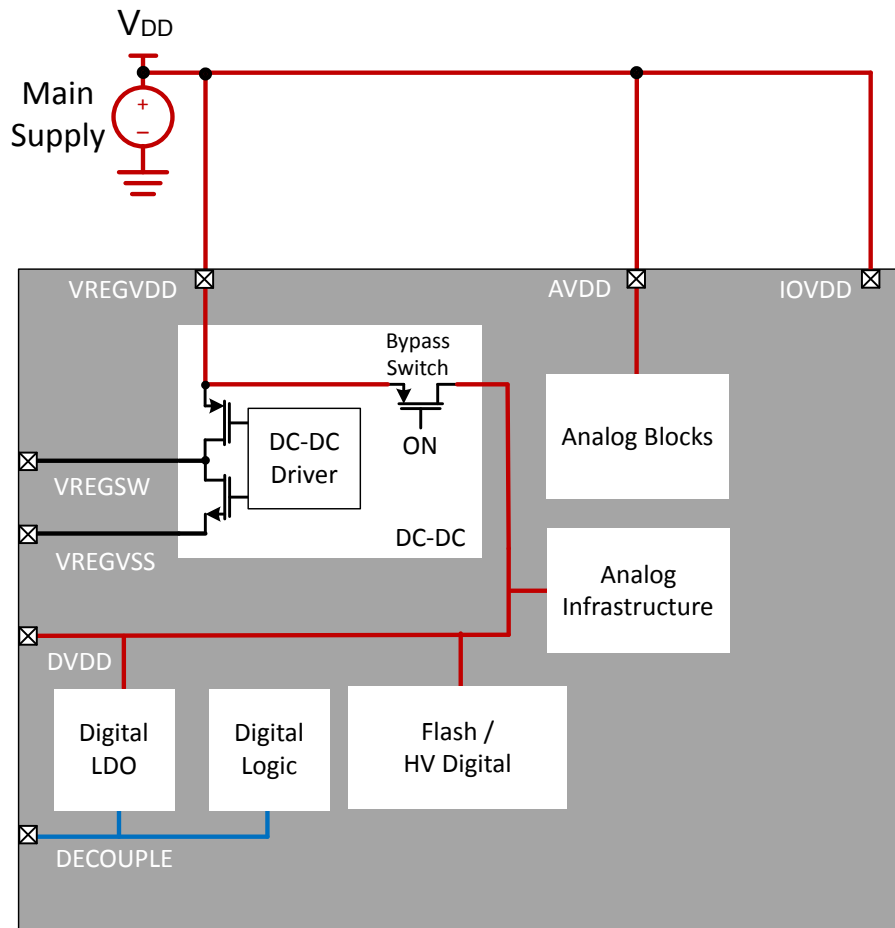 VDD
Main
Supply
+
−
VREGVDD
AVDD
IOVDD
Bypass
Switch
ON
DC-DC
Driver
DC-DC
VREGSW
VREGVSS
Analog Blocks
Analog
Infrastructure
DVDD
Digital
LDO
Digital
Logic
Flash /
HV Digital
DECOUPLE